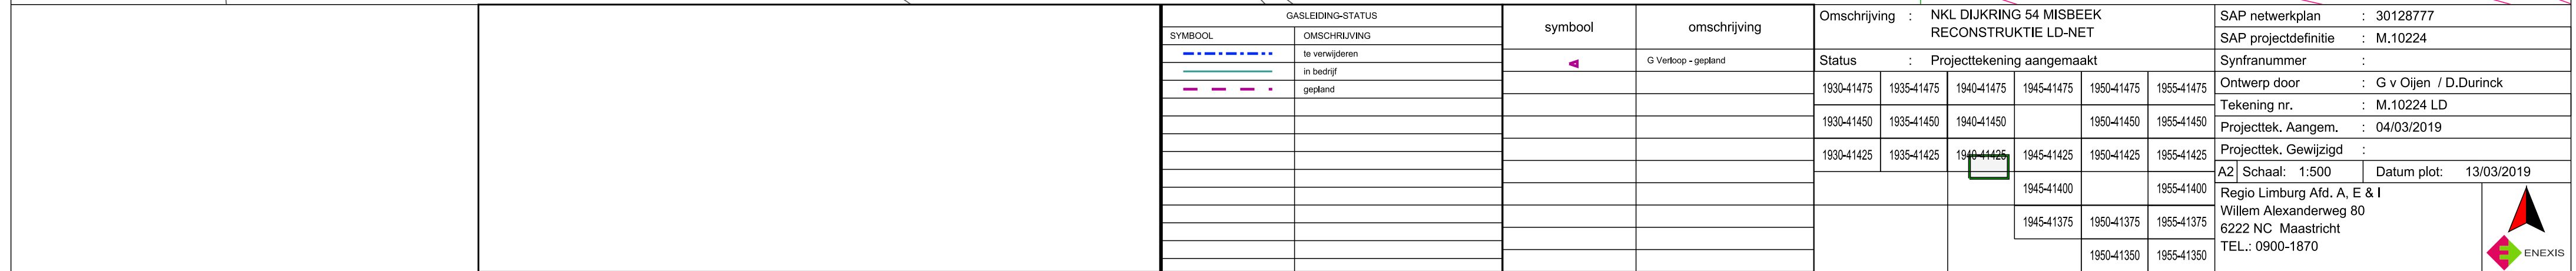 GASLEIDING-STATUS
SYMBOOL OMSCHRIJVING
te verwijderen
in bedrijf
gepland
symbool omschrijving
G Verloop - gepland
Omschrijving : NKL DIJKRING 54 MISBEEK
RECONSTRUKTIE LD-NET
Status : Projecttekening aangemaakt
1930-41475 1935-41475 1940-41475 1945-41475 1950-41475 1955-41475
1930-41450 1935-41450 1940-41450 1950-41450 1955-41450
1930-41425 1935-41425 1940-41425 1945-41425 1950-41425 1955-41425
1945-41400 1955-41400
1945-41375 1950-41375 1955-41375
1950-41350 1955-41350
SAP netwerkplan : 30128777
SAP projectdefinitie : M.10224
Synfranummer :
Ontwerp door : G v Oijen / D.Durinck
Tekening nr. : M.10224 LD
Projecttek. Aangem. : 04/03/2019
Projecttek. Gewijzigd :
A2 Schaal: 1:500 Datum plot: 13/03/2019
Regio Limburg Afd. A, E & I
Willem Alexanderweg 80
6222 NC Maastricht
TEL.: 0900-1870
ENEXIS